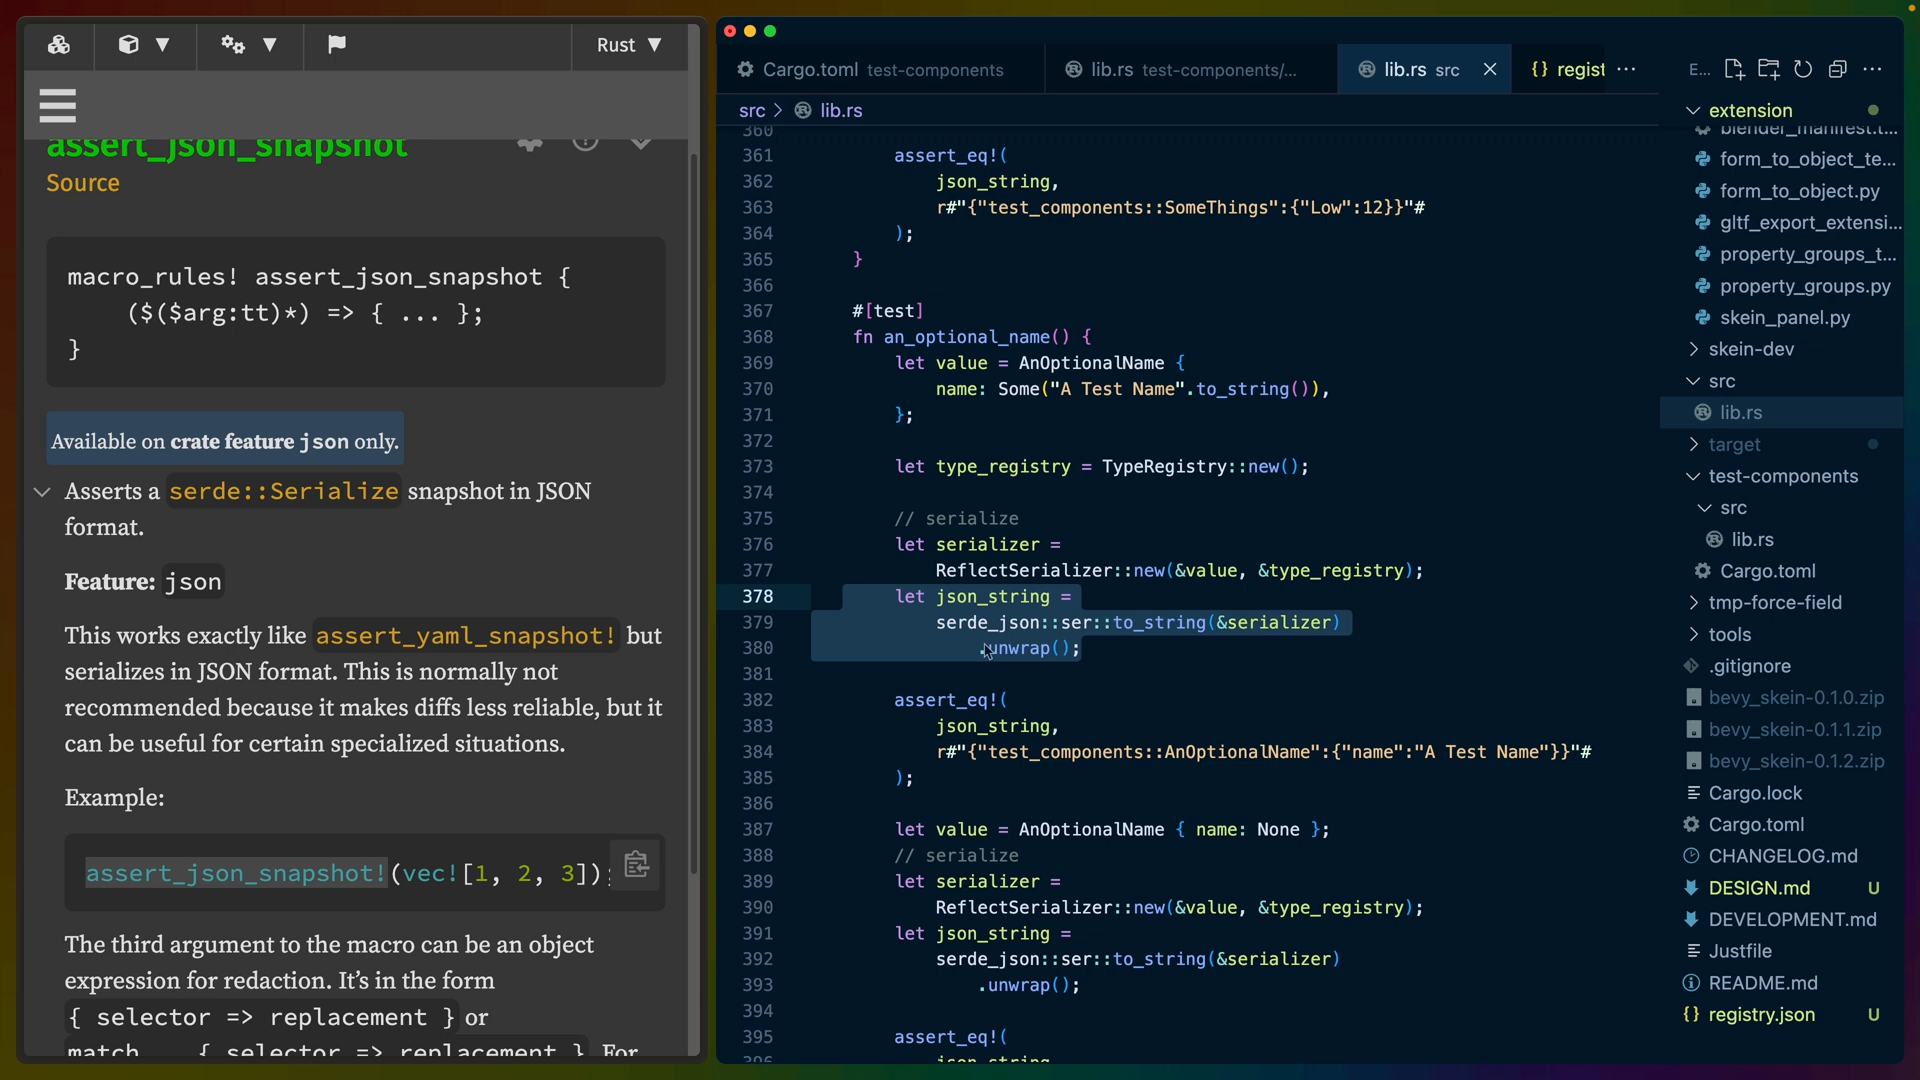 Rust ▼
assert_json_snapshot
Source
macro_rules! assert_json_snapshot {
($($arg:tt)*) => { ... };
}
Available on crate feature json only.
Asserts a serde::Serialize snapshot in JSON
format.
Feature: json
This works exactly like assert_yaml_snapshot! but
serializes in JSON format. This is normally not
recommended because it makes diffs less reliable, but it
can be useful for certain specialized situations.
Example:
assert_json_snapshot!(vec![1, 2, 3]);
The third argument to the macro can be an object
expression for redaction. It's in the form
{ selector => replacement } or
match .. { selector => replacement }. For
Cargo.toml test-components
lib.rs test-components/...
lib.rs src
{} regist
src > lib.rs
360
361 assert_eq!(
362 json_string,
363 r#"{"test_components::SomeThings":{"Low":12}}"#
364 );
365 }
366
367 #[test]
368 fn an_optional_name() {
369 let value = AnOptionalName {
370 name: Some("A Test Name".to_string()),
371 };
372
373 let type_registry = TypeRegistry::new();
374
375 // serialize
376 let serializer =
377 ReflectSerializer::new(&value, &type_registry);
378 let json_string =
379 serde_json::ser::to_string(&serializer)
380 .unwrap();
381
382 assert_eq!(
383 json_string,
384 r#"{"test_components::AnOptionalName":{"name":"A Test Name"}}"#
385 );
386
387 let value = AnOptionalName { name: None };
388 // serialize
389 let serializer =
390 ReflectSerializer::new(&value, &type_registry);
391 let json_string =
392 serde_json::ser::to_string(&serializer)
393 .unwrap();
394
395 assert_eq!(
396 json_string
E...
extension
blender_manifest.t...
form_to_object_te...
form_to_object.py
gltf_export_extensi...
property_groups_t...
property_groups.py
skein_panel.py
skein-dev
src
lib.rs
target
test-components
src
lib.rs
Cargo.toml
tmp-force-field
tools
.gitignore
bevy_skein-0.1.0.zip
bevy_skein-0.1.1.zip
bevy_skein-0.1.2.zip
Cargo.lock
Cargo.toml
CHANGELOG.md
DESIGN.md U
DEVELOPMENT.md
Justfile
README.md
{} registry.json U